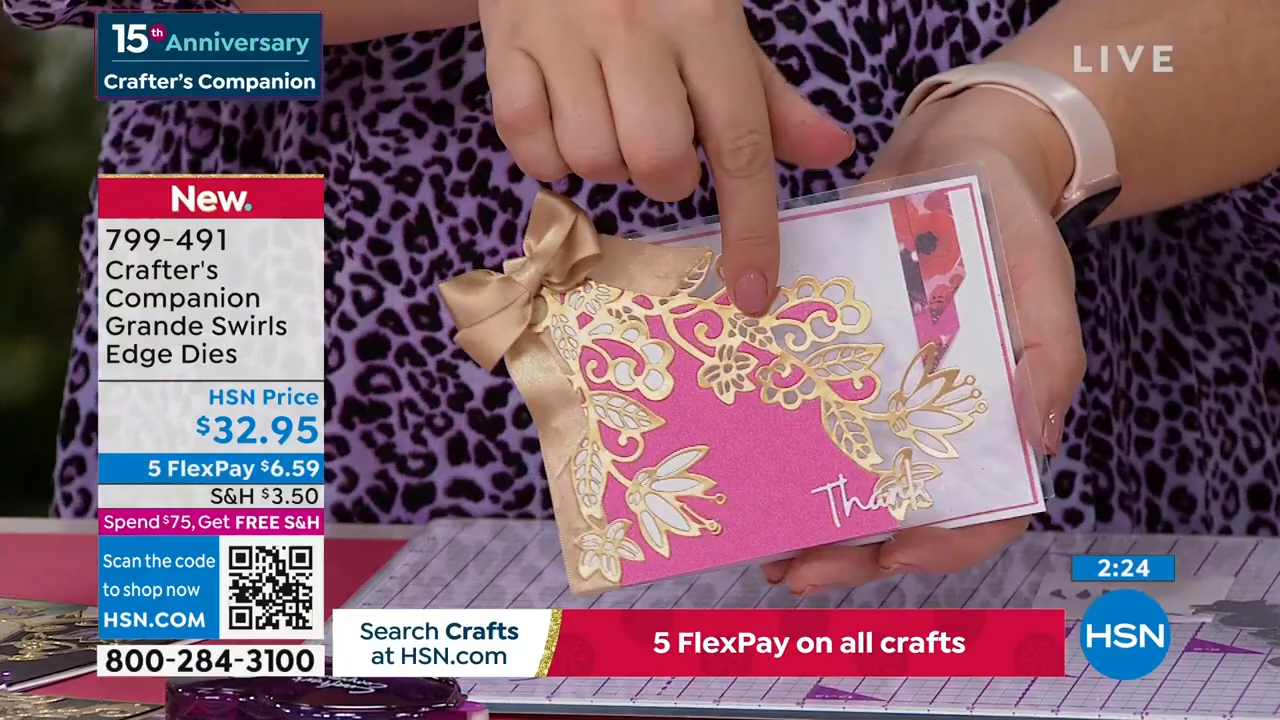 15th Anniversary
Crafter's Companion
LIVE
New.
799-491
Crafter's
Companion
Grande Swirls
Edge Dies
HSN Price
$32.95
5 FlexPay $6.59
S&H $3.50
Spend $75, Get FREE S&H
Scan the code
to shop now
HSN.COM
800-284-3100
Thank
2:24
Search Crafts
at HSN.com
5 FlexPay on all crafts
HSN